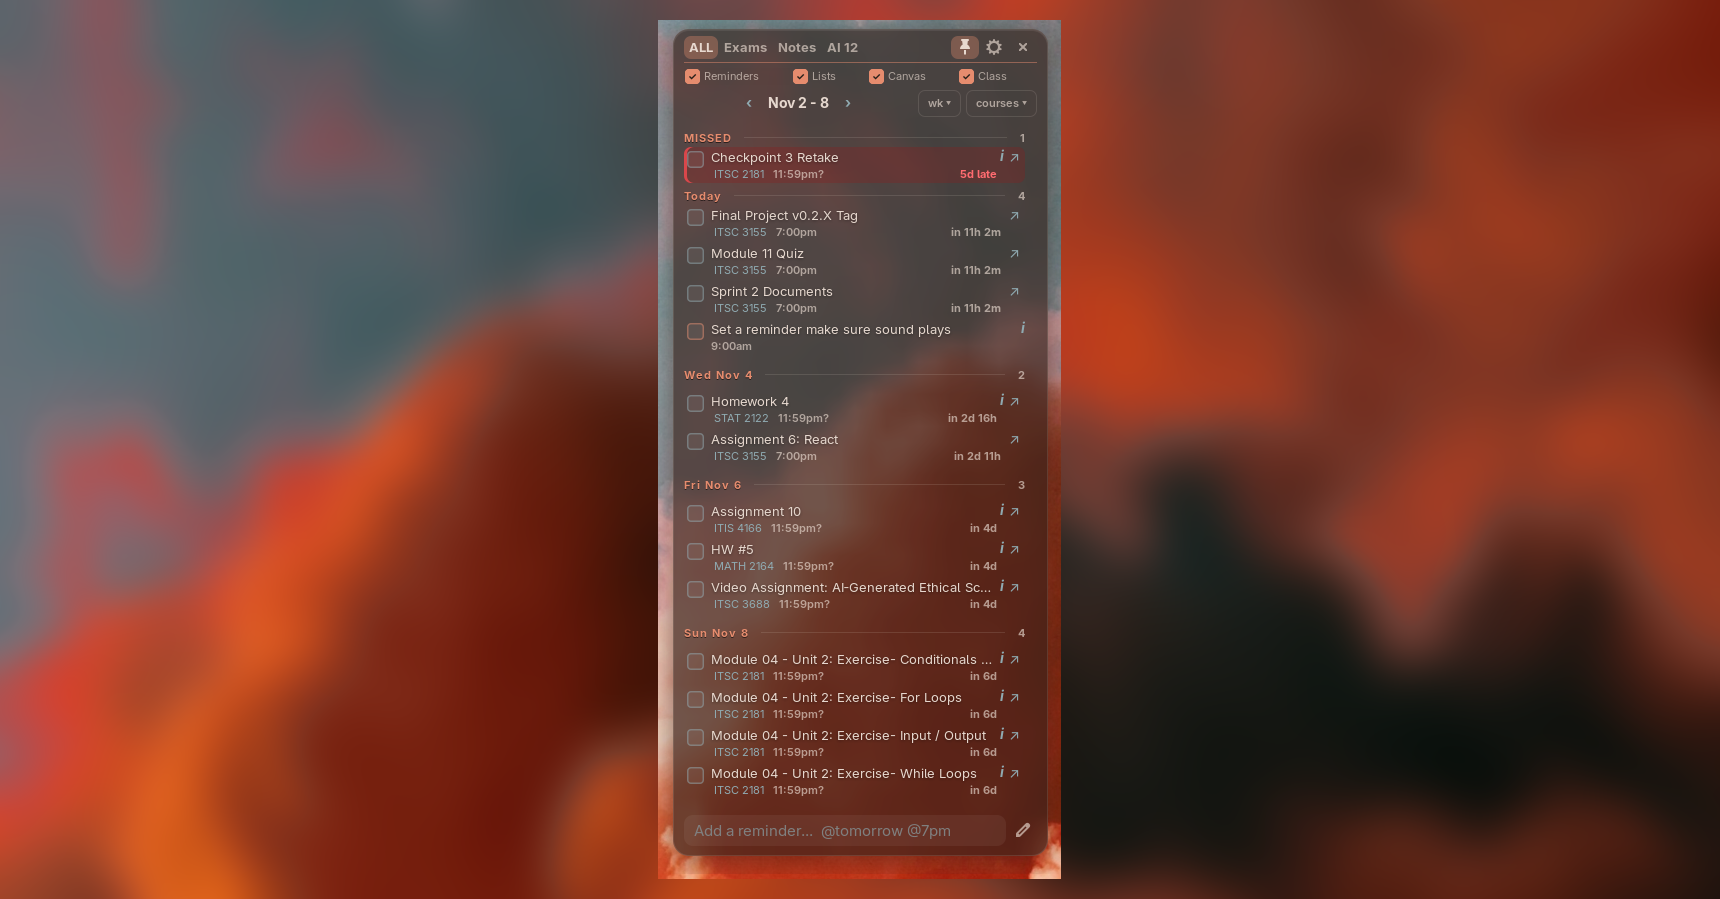 ALL Exams Notes AI 12 ×
Reminders Lists Canvas Class
‹ Nov 2 - 8 › wk ▾ courses ▾
MISSED 1
Checkpoint 3 Retake i ↗
ITSC 2181 11:59pm? 5d late
Today 4
Final Project v0.2.X Tag ↗
ITSC 3155 7:00pm in 11h 2m
Module 11 Quiz ↗
ITSC 3155 7:00pm in 11h 2m
Sprint 2 Documents ↗
ITSC 3155 7:00pm in 11h 2m
Set a reminder make sure sound plays i
9:00am
Wed Nov 4 2
Homework 4 i ↗
STAT 2122 11:59pm? in 2d 16h
Assignment 6: React ↗
ITSC 3155 7:00pm in 2d 11h
Fri Nov 6 3
Assignment 10 i ↗
ITIS 4166 11:59pm? in 4d
HW #5 i ↗
MATH 2164 11:59pm? in 4d
Video Assignment: AI-Generated Ethical Sc... i ↗
ITSC 3688 11:59pm? in 4d
Sun Nov 8 4
Module 04 - Unit 2: Exercise- Conditionals ... i ↗
ITSC 2181 11:59pm? in 6d
Module 04 - Unit 2: Exercise- For Loops i ↗
ITSC 2181 11:59pm? in 6d
Module 04 - Unit 2: Exercise- Input / Output i ↗
ITSC 2181 11:59pm? in 6d
Module 04 - Unit 2: Exercise- While Loops i ↗
ITSC 2181 11:59pm? in 6d
Add a reminder... @tomorrow @7pm